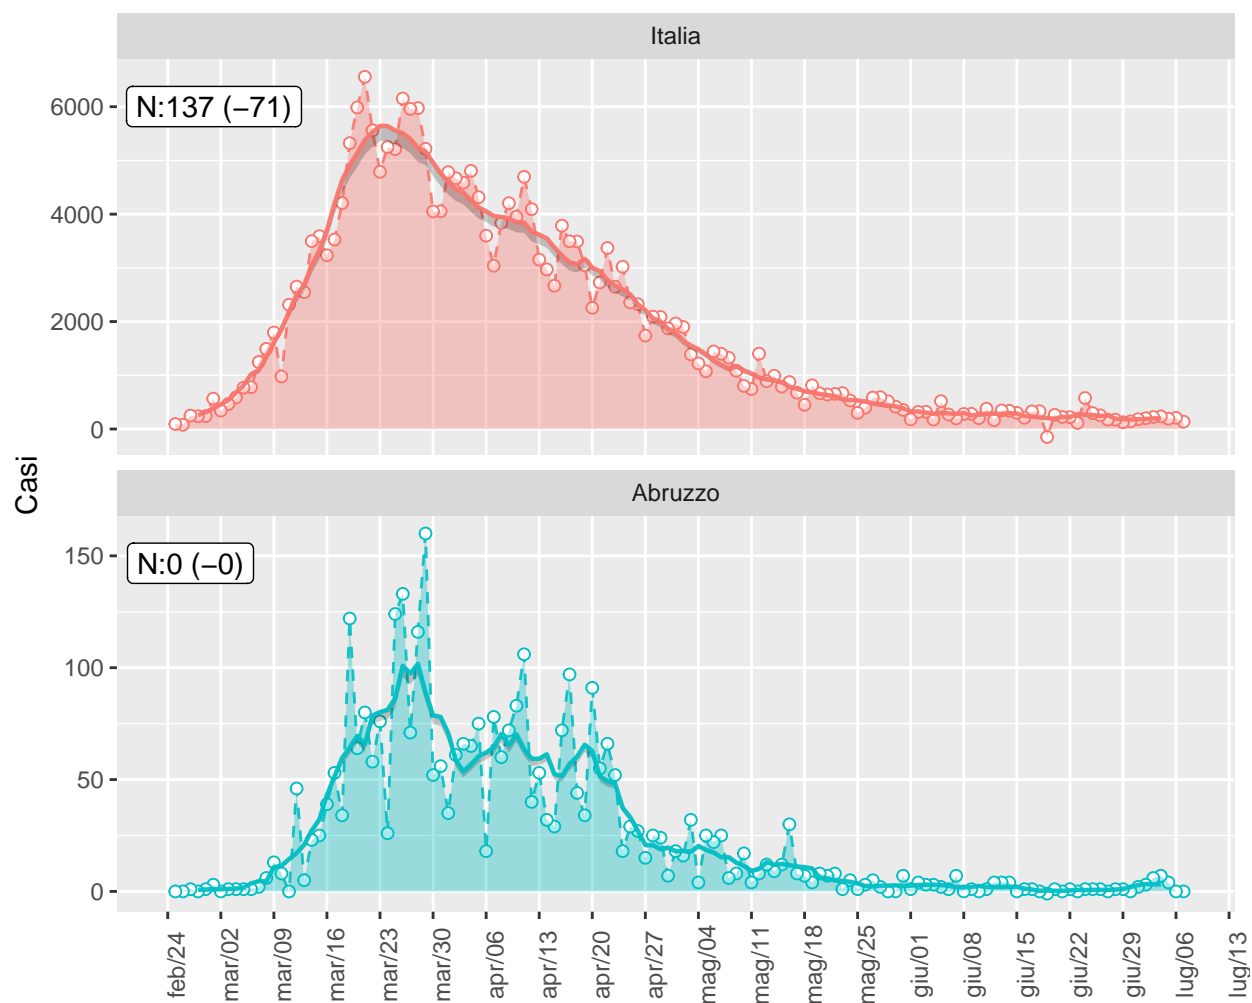 Italia
N:137 (−71)
6000
4000
2000
0
Casi
Abruzzo
N:0 (−0)
150
100
50
0
feb/24
mar/02
mar/09
mar/16
mar/23
mar/30
apr/06
apr/13
apr/20
apr/27
mag/04
mag/11
mag/18
mag/25
giu/01
giu/08
giu/15
giu/22
giu/29
lug/06
lug/13